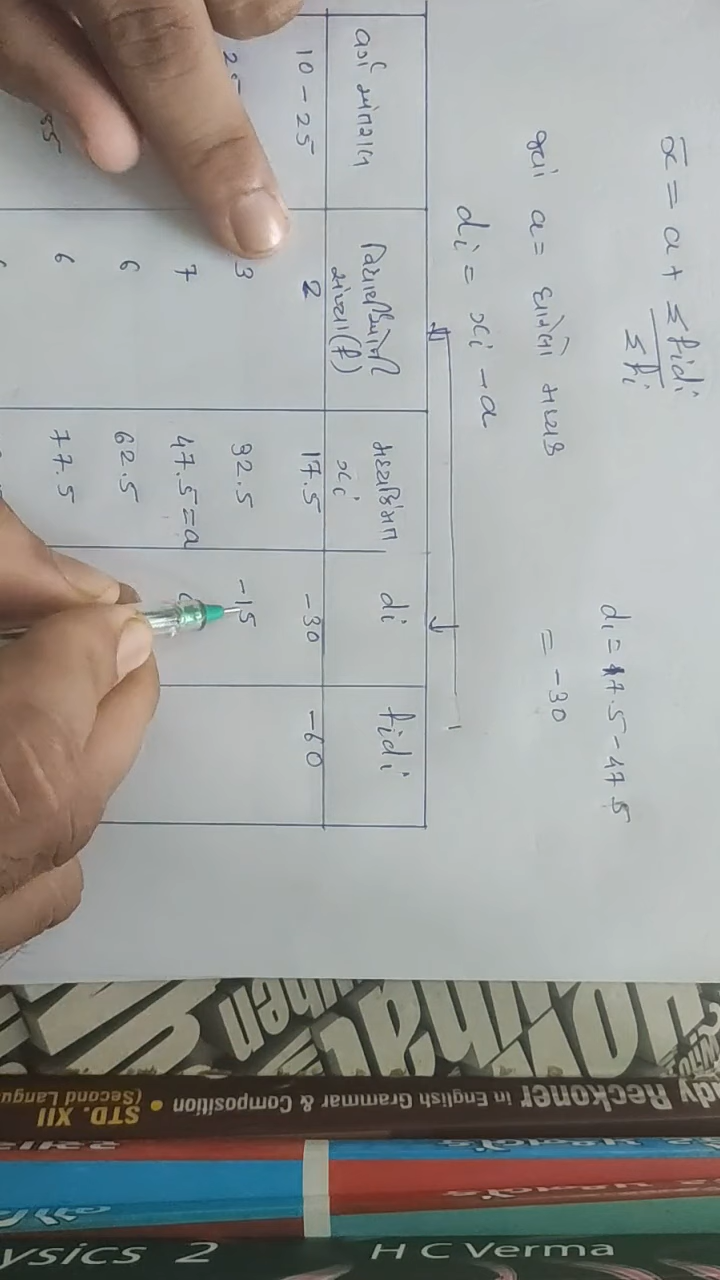 x̄ = a + Σfidi / Σfi
જ્યાં a = ધારેલો મધ્યક
di = xi - a
di = 17.5 - 47.5
= -30
વર્ગ અંતરાલ
વિદ્યાર્થીઓની સંખ્યા (f)
મધ્યકિંમત xi
di
fidi
10 - 25
2
17.5
-30
-60
3
32.5
-15
7
47.5 = a
6
62.5
6
77.5
Reckoner in English Grammar & Composition • STD. XII
(Second Langu
ysics 2
H C Verma